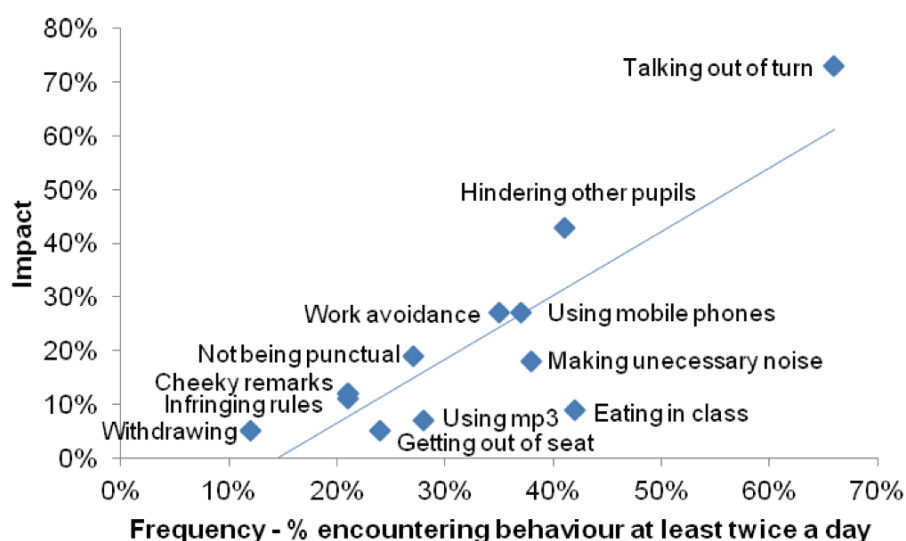 80%
Talking out of turn
70%
60%
Hindering other pupils
50%
40%
Impact
30%
Work avoidance
Using mobile phones
20%
Not being punctual
Making unecessary noise
Cheeky remarks
10%
Infringing rules
Using mp3
Eating in class
Withdrawing
Getting out of seat
0%
0% 10% 20% 30% 40% 50% 60% 70%
Frequency - % encountering behaviour at least twice a day